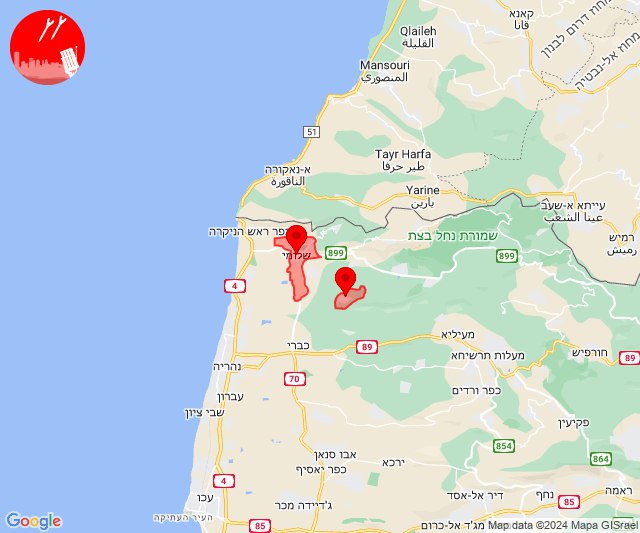 קאנא
قانا
מחוז דרום לבנון
מחוז אל-נבטיה
Qlaileh
القليلة
Mansouri
المنصوري
51
Tayr Harfa
طير حرفا
א-נאקורה
الناقورة
Yarine
يارين
עייתא א-שעב
عيتا الشعب
רמיש
رميش
כפר ראש הניקרה
שמורת נחל בצת
899
899
שלומי
4
מעיליא
כברי
89
מעלות תרשיחא
חורפיש
89
נהריה
70
עברון
כפר ורדים
שבי ציון
פקיעין
854
864
אבו סנאן
ירכא
כפר יאסיף
4
ראמה
עכו
נחף
דיר אל-אסד
85
ג'דיידה מכר
העיר העתיקה
85
מג'ד אל-כרום
Google
Map data ©2024 Mapa GISrael